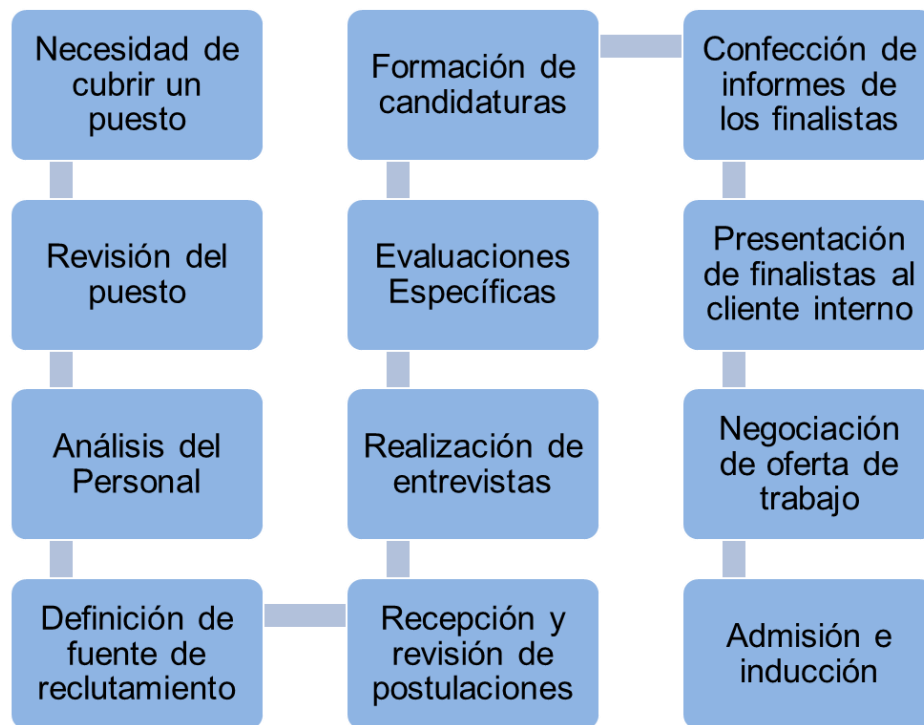 Necesidad de
cubrir un
puesto
Revisión del
puesto
Análisis del
Personal
Definición de
fuente de
reclutamiento
Recepción y
revisión de
postulaciones
Realización de
entrevistas
Evaluaciones
Específicas
Formación de
candidaturas
Confección de
informes de
los finalistas
Presentación
de finalistas al
cliente interno
Negociación
de oferta de
trabajo
Admisión e
inducción